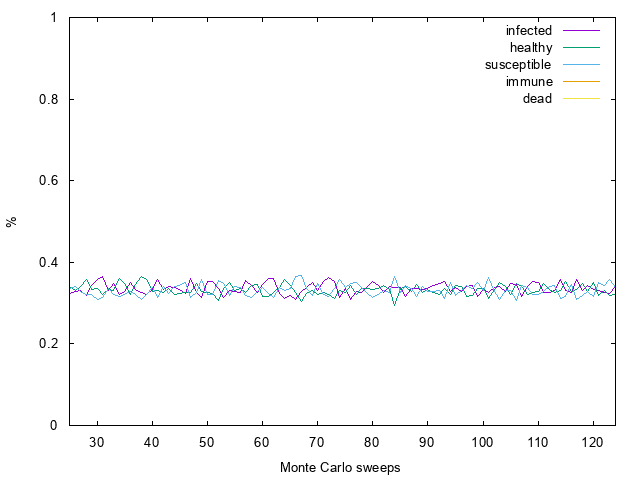 1
infected
healthy
susceptible
immune
dead
0.8
0.6
%
0.4
0.2
0
30 40 50 60 70 80 90 100 110 120
Monte Carlo sweeps